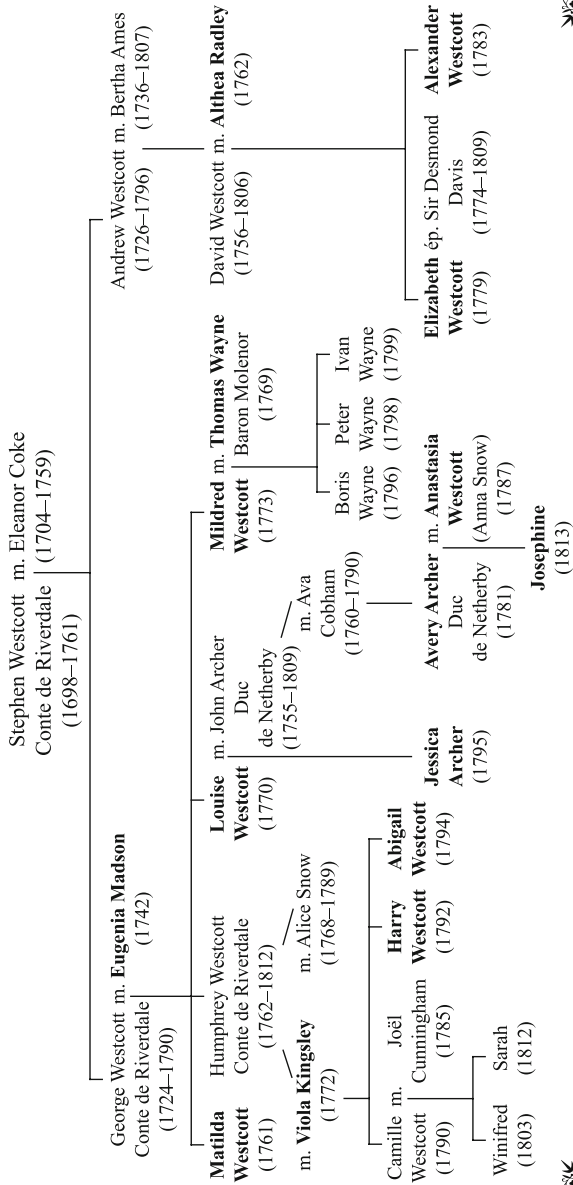 Stephen Westcott m. Eleanor Coke
Conte de Riverdale (1704–1759)
(1698–1761)
George Westcott m. Eugenia Madson
Conte de Riverdale (1742)
(1724–1790)
Andrew Westcott m. Bertha Ames
(1726–1796) (1736–1807)
Matilda
Westcott
(1761)
Humphrey Westcott
Conte de Riverdale
(1762–1812)
m. Viola Kingsley
(1772)
m. Alice Snow
(1768–1789)
Louise
Westcott
(1770)
m. John Archer
Duc
de Netherby
(1755–1809)
m. Ava
Cobham
(1760–1790)
Mildred m. Thomas Wayne
Westcott Baron Molenor
(1773) (1769)
Boris
Wayne
(1796)
Peter
Wayne
(1798)
Ivan
Wayne
(1799)
David Westcott m. Althea Radley
(1756–1806) (1762)
Camille m.
Westcott
(1790)
Joël
Cunningham
(1785)
Harry
Westcott
(1792)
Abigail
Westcott
(1794)
Jessica
Archer
(1795)
Avery Archer m. Anastasia
Duc Westcott
de Netherby (Anna Snow)
(1781) (1787)
Elizabeth ép. Sir Desmond
Westcott Davis
(1779) (1774–1809)
Alexander
Westcott
(1783)
Winifred
(1803)
Sarah
(1812)
Josephine
(1813)